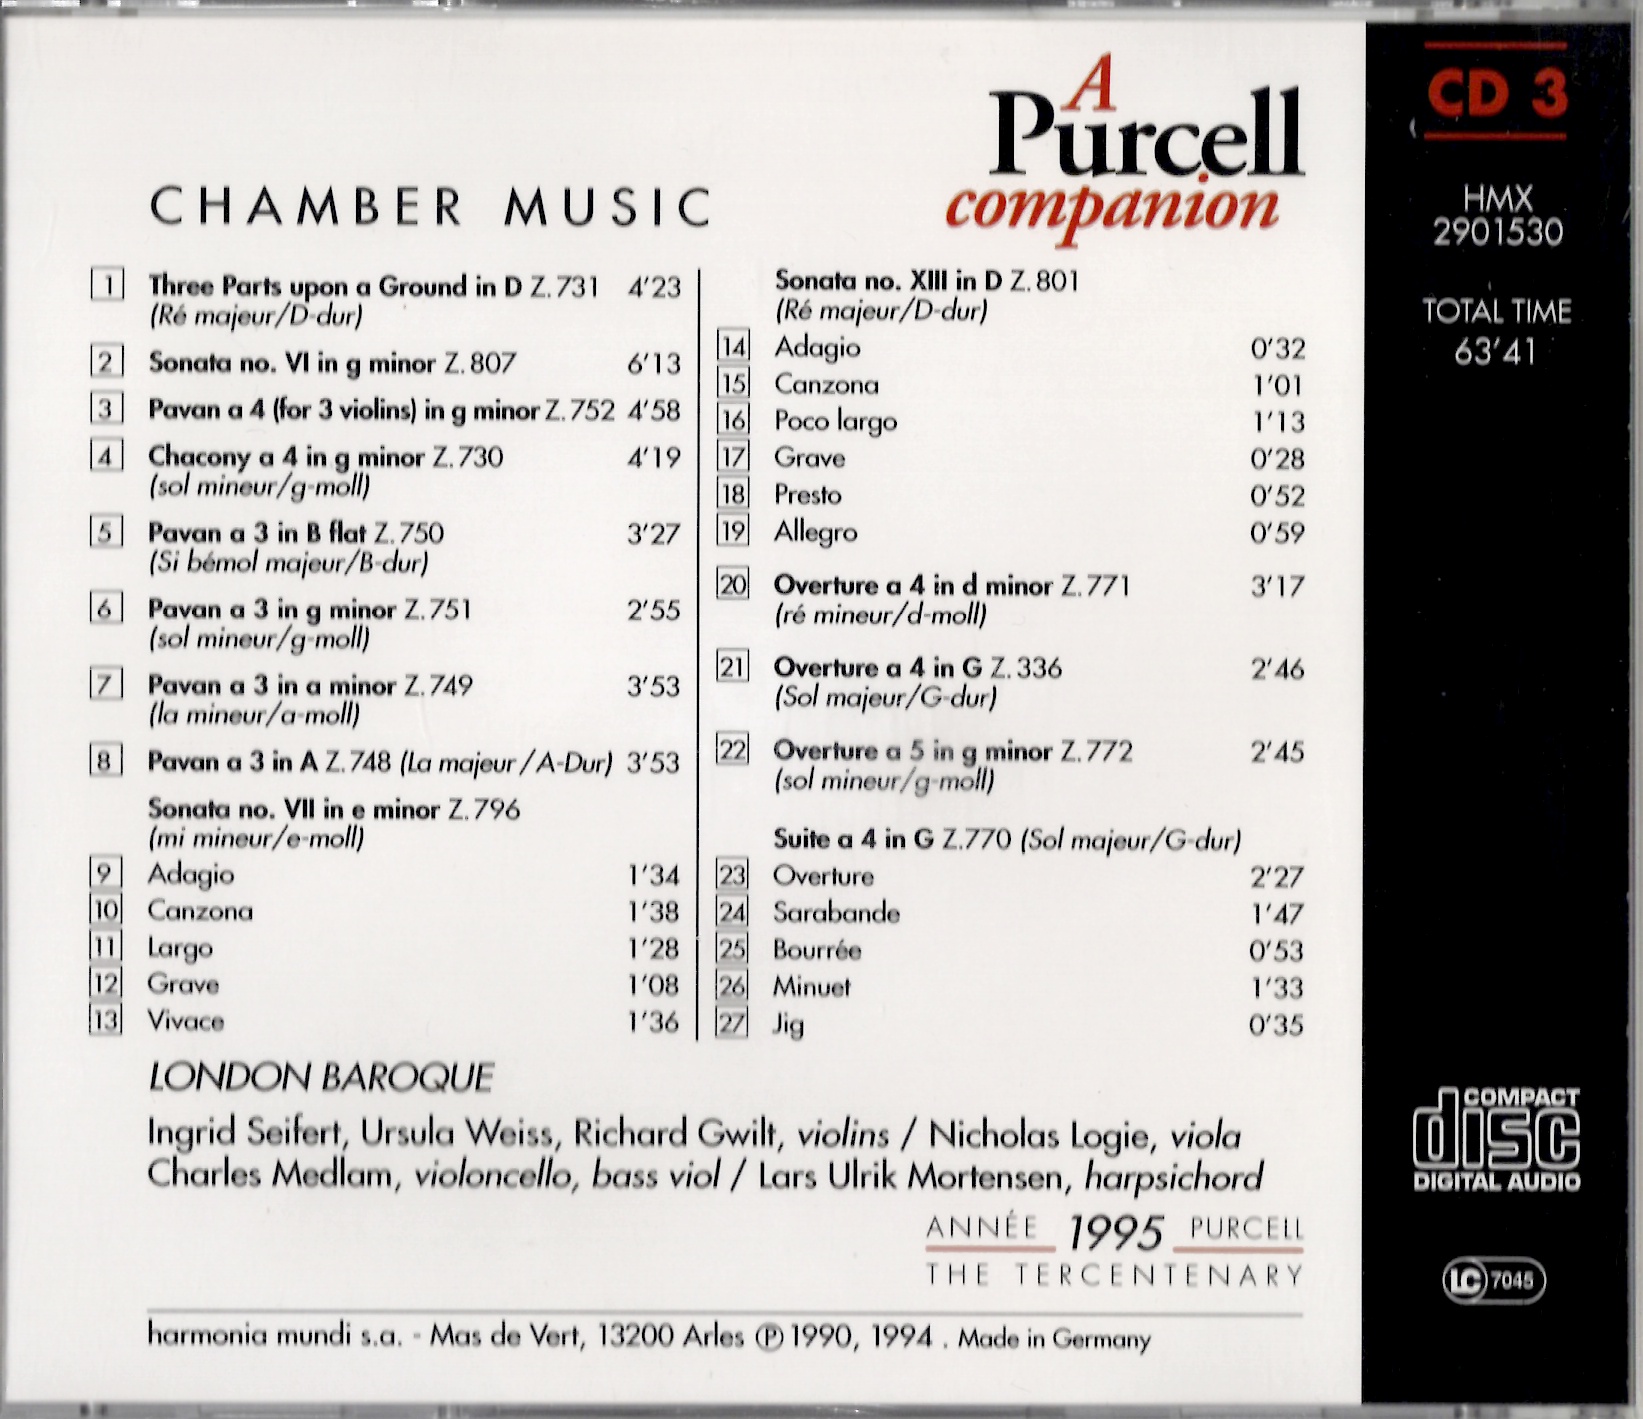 A
Purcell
companion
CHAMBER MUSIC
1 Three Parts upon a Ground in D Z. 731 4'23
(Ré majeur/D-dur)
2 Sonata no. VI in g minor Z. 807 6'13
3 Pavan a 4 (for 3 violins) in g minor Z. 752 4'58
4 Chacony a 4 in g minor Z. 730 4'19
(sol mineur/g-moll)
5 Pavan a 3 in B flat Z. 750 3'27
(Si bémol majeur/B-dur)
6 Pavan a 3 in g minor Z. 751 2'55
(sol mineur/g-moll)
7 Pavan a 3 in a minor Z. 749 3'53
(la mineur/a-moll)
8 Pavan a 3 in A Z. 748 (La majeur/A-Dur) 3'53
Sonata no. VII in e minor Z. 796
(mi mineur/e-moll)
9 Adagio 1'34
10 Canzona 1'38
11 Largo 1'28
12 Grave 1'08
13 Vivace 1'36
Sonata no. XIII in D Z. 801
(Ré majeur/D-dur)
14 Adagio 0'32
15 Canzona 1'01
16 Poco largo 1'13
17 Grave 0'28
18 Presto 0'52
19 Allegro 0'59
20 Overture a 4 in d minor Z. 771 3'17
(ré mineur/d-moll)
21 Overture a 4 in G Z. 336 2'46
(Sol majeur/G-dur)
22 Overture a 5 in g minor Z. 772 2'45
(sol mineur/g-moll)
Suite a 4 in G Z.770 (Sol majeur/G-dur)
23 Overture 2'27
24 Sarabande 1'47
25 Bourrée 0'53
26 Minuet 1'33
27 Jig 0'35
LONDON BAROQUE
Ingrid Seifert, Ursula Weiss, Richard Gwilt, violins / Nicholas Logie, viola
Charles Medlam, violoncello, bass viol / Lars Ulrik Mortensen, harpsichord
ANNÉE 1995 PURCELL
THE TERCENTENARY
harmonia mundi s.a. - Mas de Vert, 13200 Arles ℗ 1990, 1994 . Made in Germany
CD 3
HMX
2901530
TOTAL TIME
63'41
COMPACT
disc
DIGITAL AUDIO
LC 7045